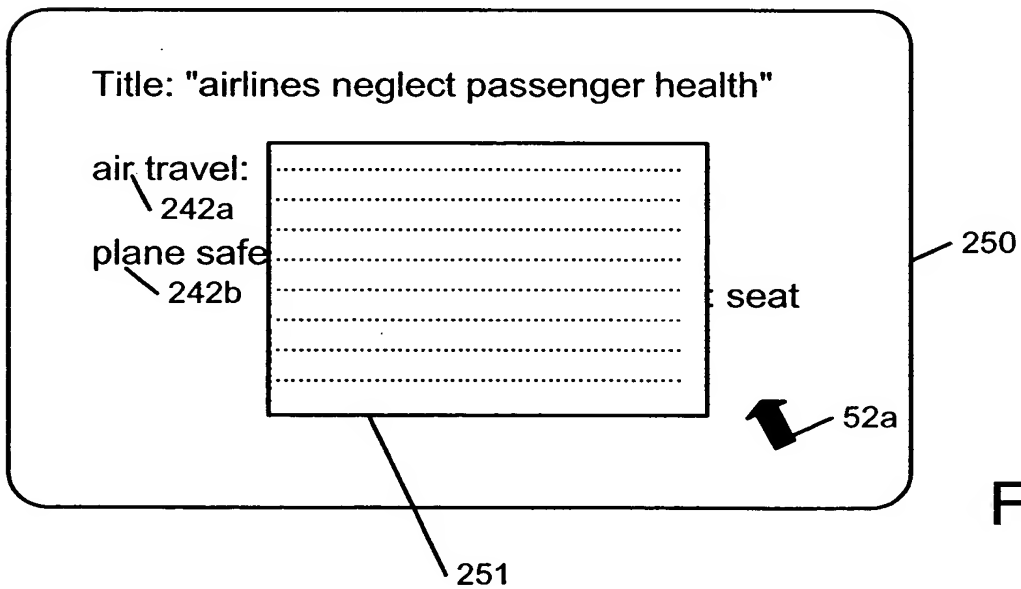 Title: "airlines neglect passenger health"
air travel:
242a
plane safe
250
242b
seat
52a
F
251